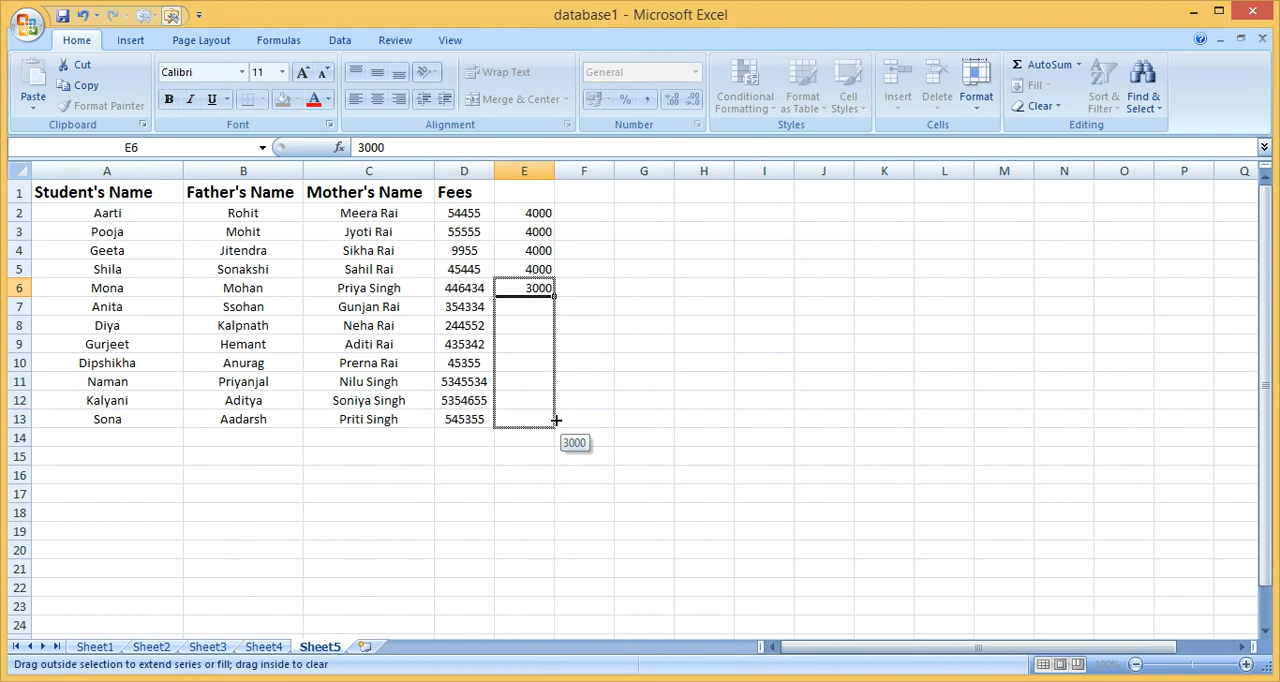 database1 - Microsoft Excel
Home Insert Page Layout Formulas Data Review View
Paste
Cut
Copy
Format Painter
Clipboard
Calibri 11
B I U
Font
Wrap Text
Merge & Center
Alignment
General
Number
Conditional Formatting
Format as Table
Cell Styles
Styles
Insert Delete Format
Cells
AutoSum
Fill
Clear
Sort & Filter
Find & Select
Editing
E6 fx 3000
A B C D E F G H I J K L M N O P Q
1 Student's Name Father's Name Mother's Name Fees
2 Aarti Rohit Meera Rai 54455 4000
3 Pooja Mohit Jyoti Rai 55555 4000
4 Geeta Jitendra Sikha Rai 9955 4000
5 Shila Sonakshi Sahil Rai 45445 4000
6 Mona Mohan Priya Singh 446434 3000
7 Anita Ssohan Gunjan Rai 354334
8 Diya Kalpnath Neha Rai 244552
9 Gurjeet Hemant Aditi Rai 435342
10 Dipshikha Anurag Prerna Rai 45355
11 Naman Priyanjal Nilu Singh 5345534
12 Kalyani Aditya Soniya Singh 5354655
13 Sona Aadarsh Priti Singh 545355
14 3000
15
16
17
18
19
20
21
22
23
24
Sheet1 Sheet2 Sheet3 Sheet4 Sheet5
Drag outside selection to extend series or fill; drag inside to clear 100%